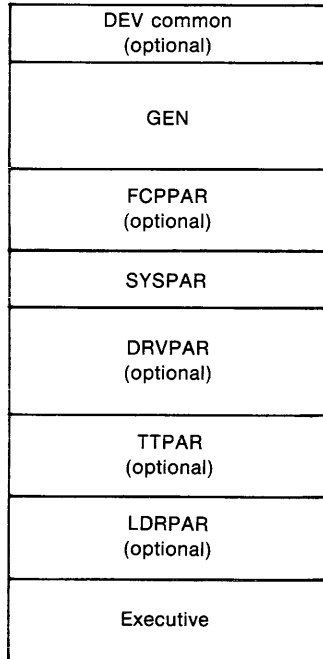 DEV common
(optional)
GEN
FCPPAR
(optional)
SYSPAR
DRVPAR
(optional)
TTPAR
(optional)
LDRPAR
(optional)
Executive